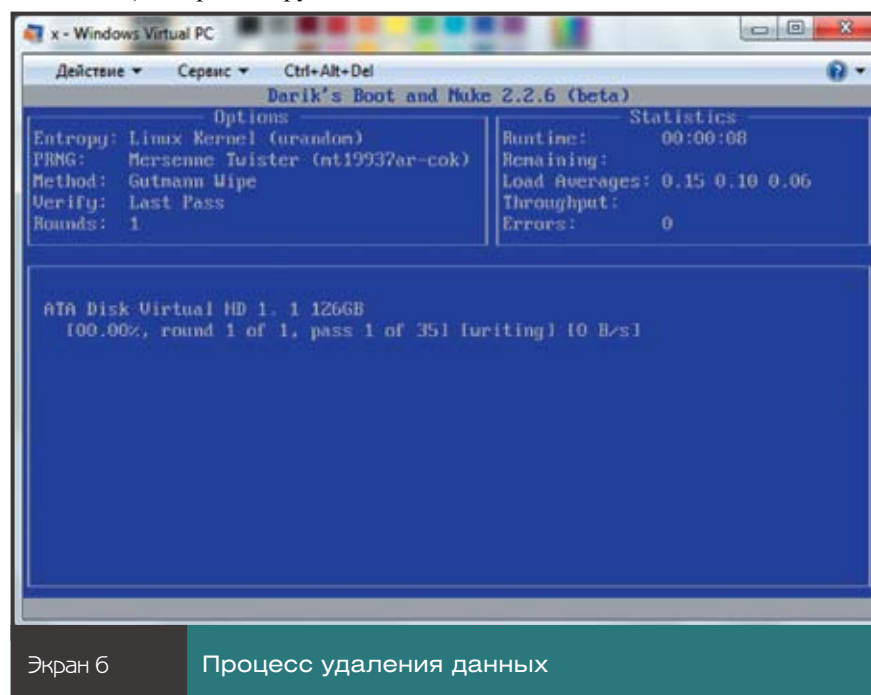 x - Windows Virtual PC
Действие Сервис Ctrl+Alt+Del
Darik's Boot and Nuke 2.2.6 (beta)
Options
Statistics
Entropy: Linux Kernel (urandom)
PRNG: Mersenne Twister (mt19937ar-cok)
Method: Gutmann Wipe
Verify: Last Pass
Rounds: 1
Runtime: 00:00:08
Remaining:
Load Averages: 0.15 0.10 0.06
Throughput:
Errors: 0
ATA Disk Virtual HD 1. 1 126GB
[00.00%, round 1 of 1, pass 1 of 35] [writing] [0 B/s]
Экран 6
Процесс удаления данных